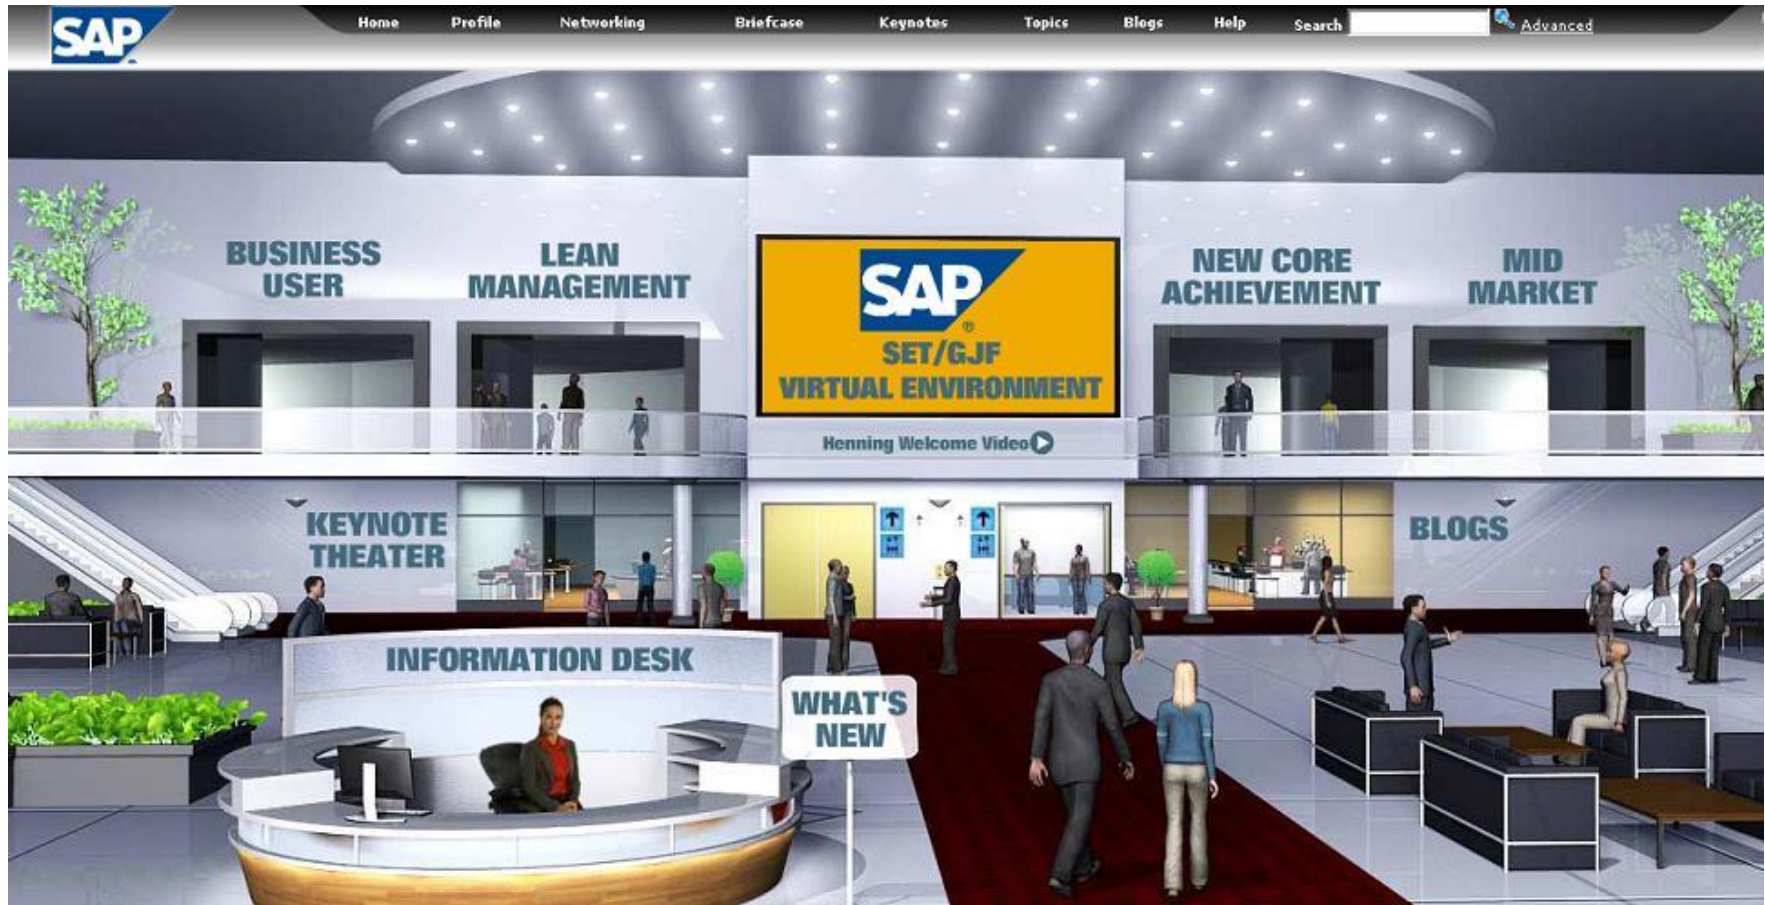 SAP
Home Profile Networking Briefcase Keynotes Topics Blogs Help Search Advanced
BUSINESS
USER
LEAN
MANAGEMENT
SAP®
SET/GJF
VIRTUAL ENVIRONMENT
Henning Welcome Video
NEW CORE
ACHIEVEMENT
MID
MARKET
KEYNOTE
THEATER
BLOGS
INFORMATION DESK
WHAT'S
NEW